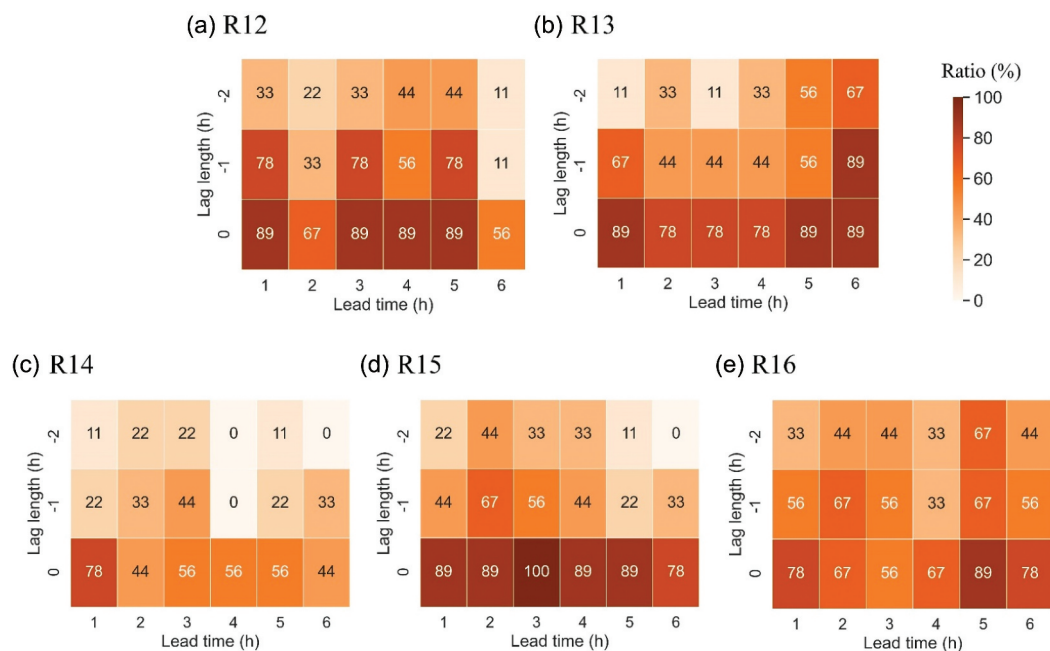 (a) R12
(b) R13
Ratio (%)
Lag length (h)
-2
33 22 33 44 44 11
-1
78 33 78 56 78 11
0
89 67 89 89 89 56
1 2 3 4 5 6
Lead time (h)
Lag length (h)
-2
11 33 11 33 56 67
-1
67 44 44 44 56 89
0
89 78 78 78 89 89
1 2 3 4 5 6
Lead time (h)
100
80
60
40
20
0
(c) R14
(d) R15
(e) R16
Lag length (h)
-2
11 22 22 0 11 0
-1
22 33 44 0 22 33
0
78 44 56 56 56 44
1 2 3 4 5 6
Lead time (h)
Lag length (h)
-2
22 44 33 33 11 0
-1
44 67 56 44 22 33
0
89 89 100 89 89 78
1 2 3 4 5 6
Lead time (h)
Lag length (h)
-2
33 44 44 33 67 44
-1
56 67 56 33 67 56
0
78 67 56 67 89 78
1 2 3 4 5 6
Lead time (h)